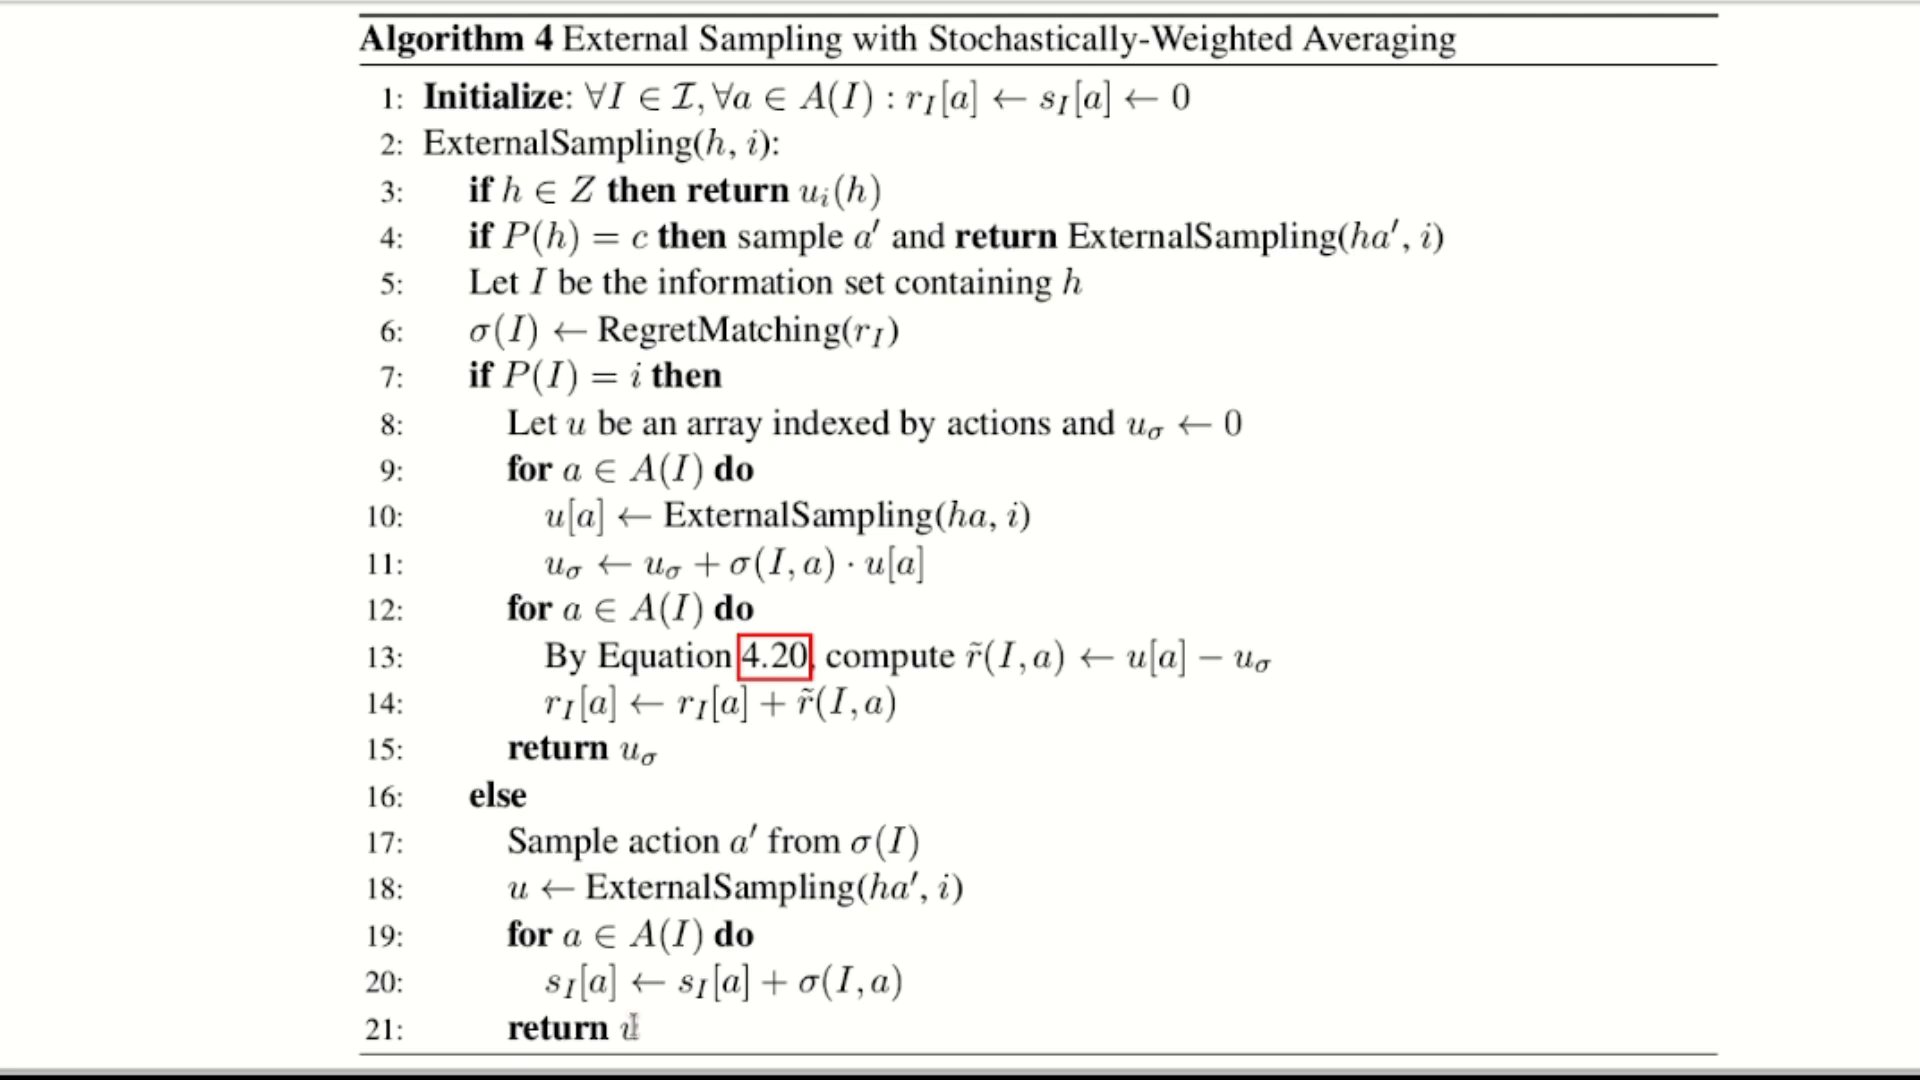 Algorithm 4 External Sampling with Stochastically-Weighted Averaging
1: Initialize: ∀I ∈ ℐ, ∀a ∈ A(I) : r_I[a] ← s_I[a] ← 0
2: ExternalSampling(h, i):
3: if h ∈ Z then return u_i(h)
4: if P(h) = c then sample a′ and return ExternalSampling(ha′, i)
5: Let I be the information set containing h
6: σ(I) ← RegretMatching(r_I)
7: if P(I) = i then
8: Let u be an array indexed by actions and u_σ ← 0
9: for a ∈ A(I) do
10: u[a] ← ExternalSampling(ha, i)
11: u_σ ← u_σ + σ(I, a) · u[a]
12: for a ∈ A(I) do
13: By Equation 4.20, compute r̃(I, a) ← u[a] − u_σ
14: r_I[a] ← r_I[a] + r̃(I, a)
15: return u_σ
16: else
17: Sample action a′ from σ(I)
18: u ← ExternalSampling(ha′, i)
19: for a ∈ A(I) do
20: s_I[a] ← s_I[a] + σ(I, a)
21: return u